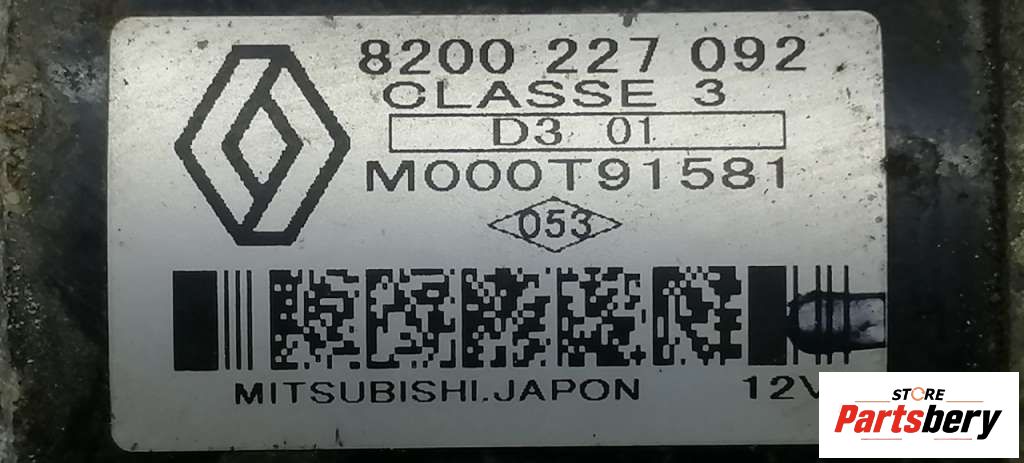 8200 227 092
CLASSE 3
D3 01
M000T91581
053
MITSUBISHI.JAPON 12V
STORE
Partsbery